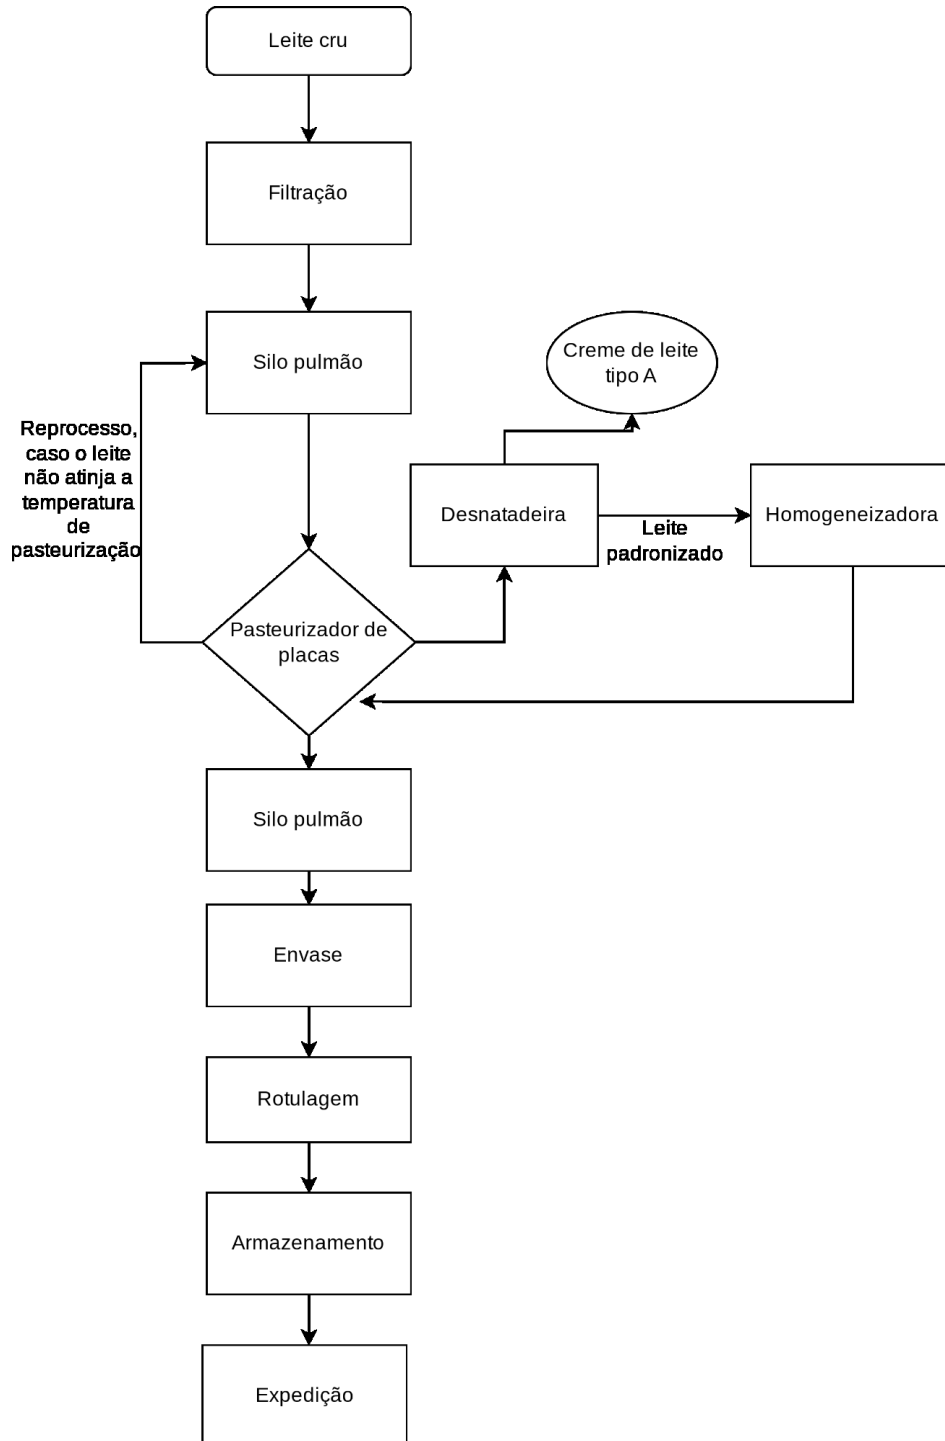 Leite cru
Filtração
Silo pulmão
Creme de leite
tipo A
Reprocesso,
caso o leite
não atinja a
temperatura
de
pasteurização
Desnatadeira
Leite
padronizado
Homogeneizadora
Pasteurizador de
placas
Silo pulmão
Envase
Rotulagem
Armazenamento
Expedição